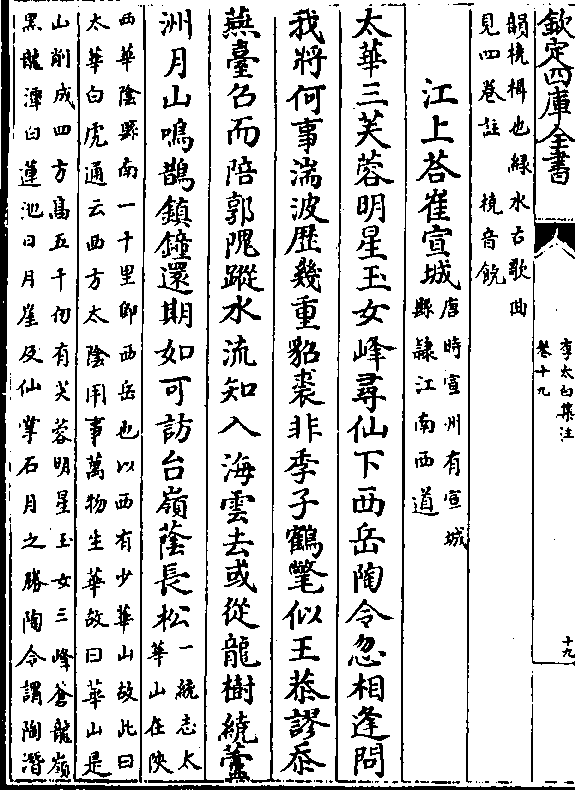 欽定四庫全書
李太白集注
卷十九
十九
韻橈楫也緑水古歌曲
見四卷註　橈音饒
江上荅崔宣城唐時宣州有宣城
縣隸江南西道
太華三芙蓉明星玉女峰尋仙下西岳陶令忽相逢問
我將何事湍波歴幾重貂裘非季子鶴氅似王恭謬忝
燕臺召而陪郭隗蹤水流知入海雲去或從龍樹繞蘆
洲月山鳴鵲鎮鐘還期如可訪台嶺蔭長松一統志太
華山在陜
西華隂縣南一十里即西岳也以西有少華山故此曰
太華白虎通云西方太隂用事萬物生華故曰華山是
山削成四方髙五千仞有芙蓉明星玉女三峰蒼龍嶺
黑龍潭白蓮池日月崖及仙掌石月之勝陶令謂陶潛